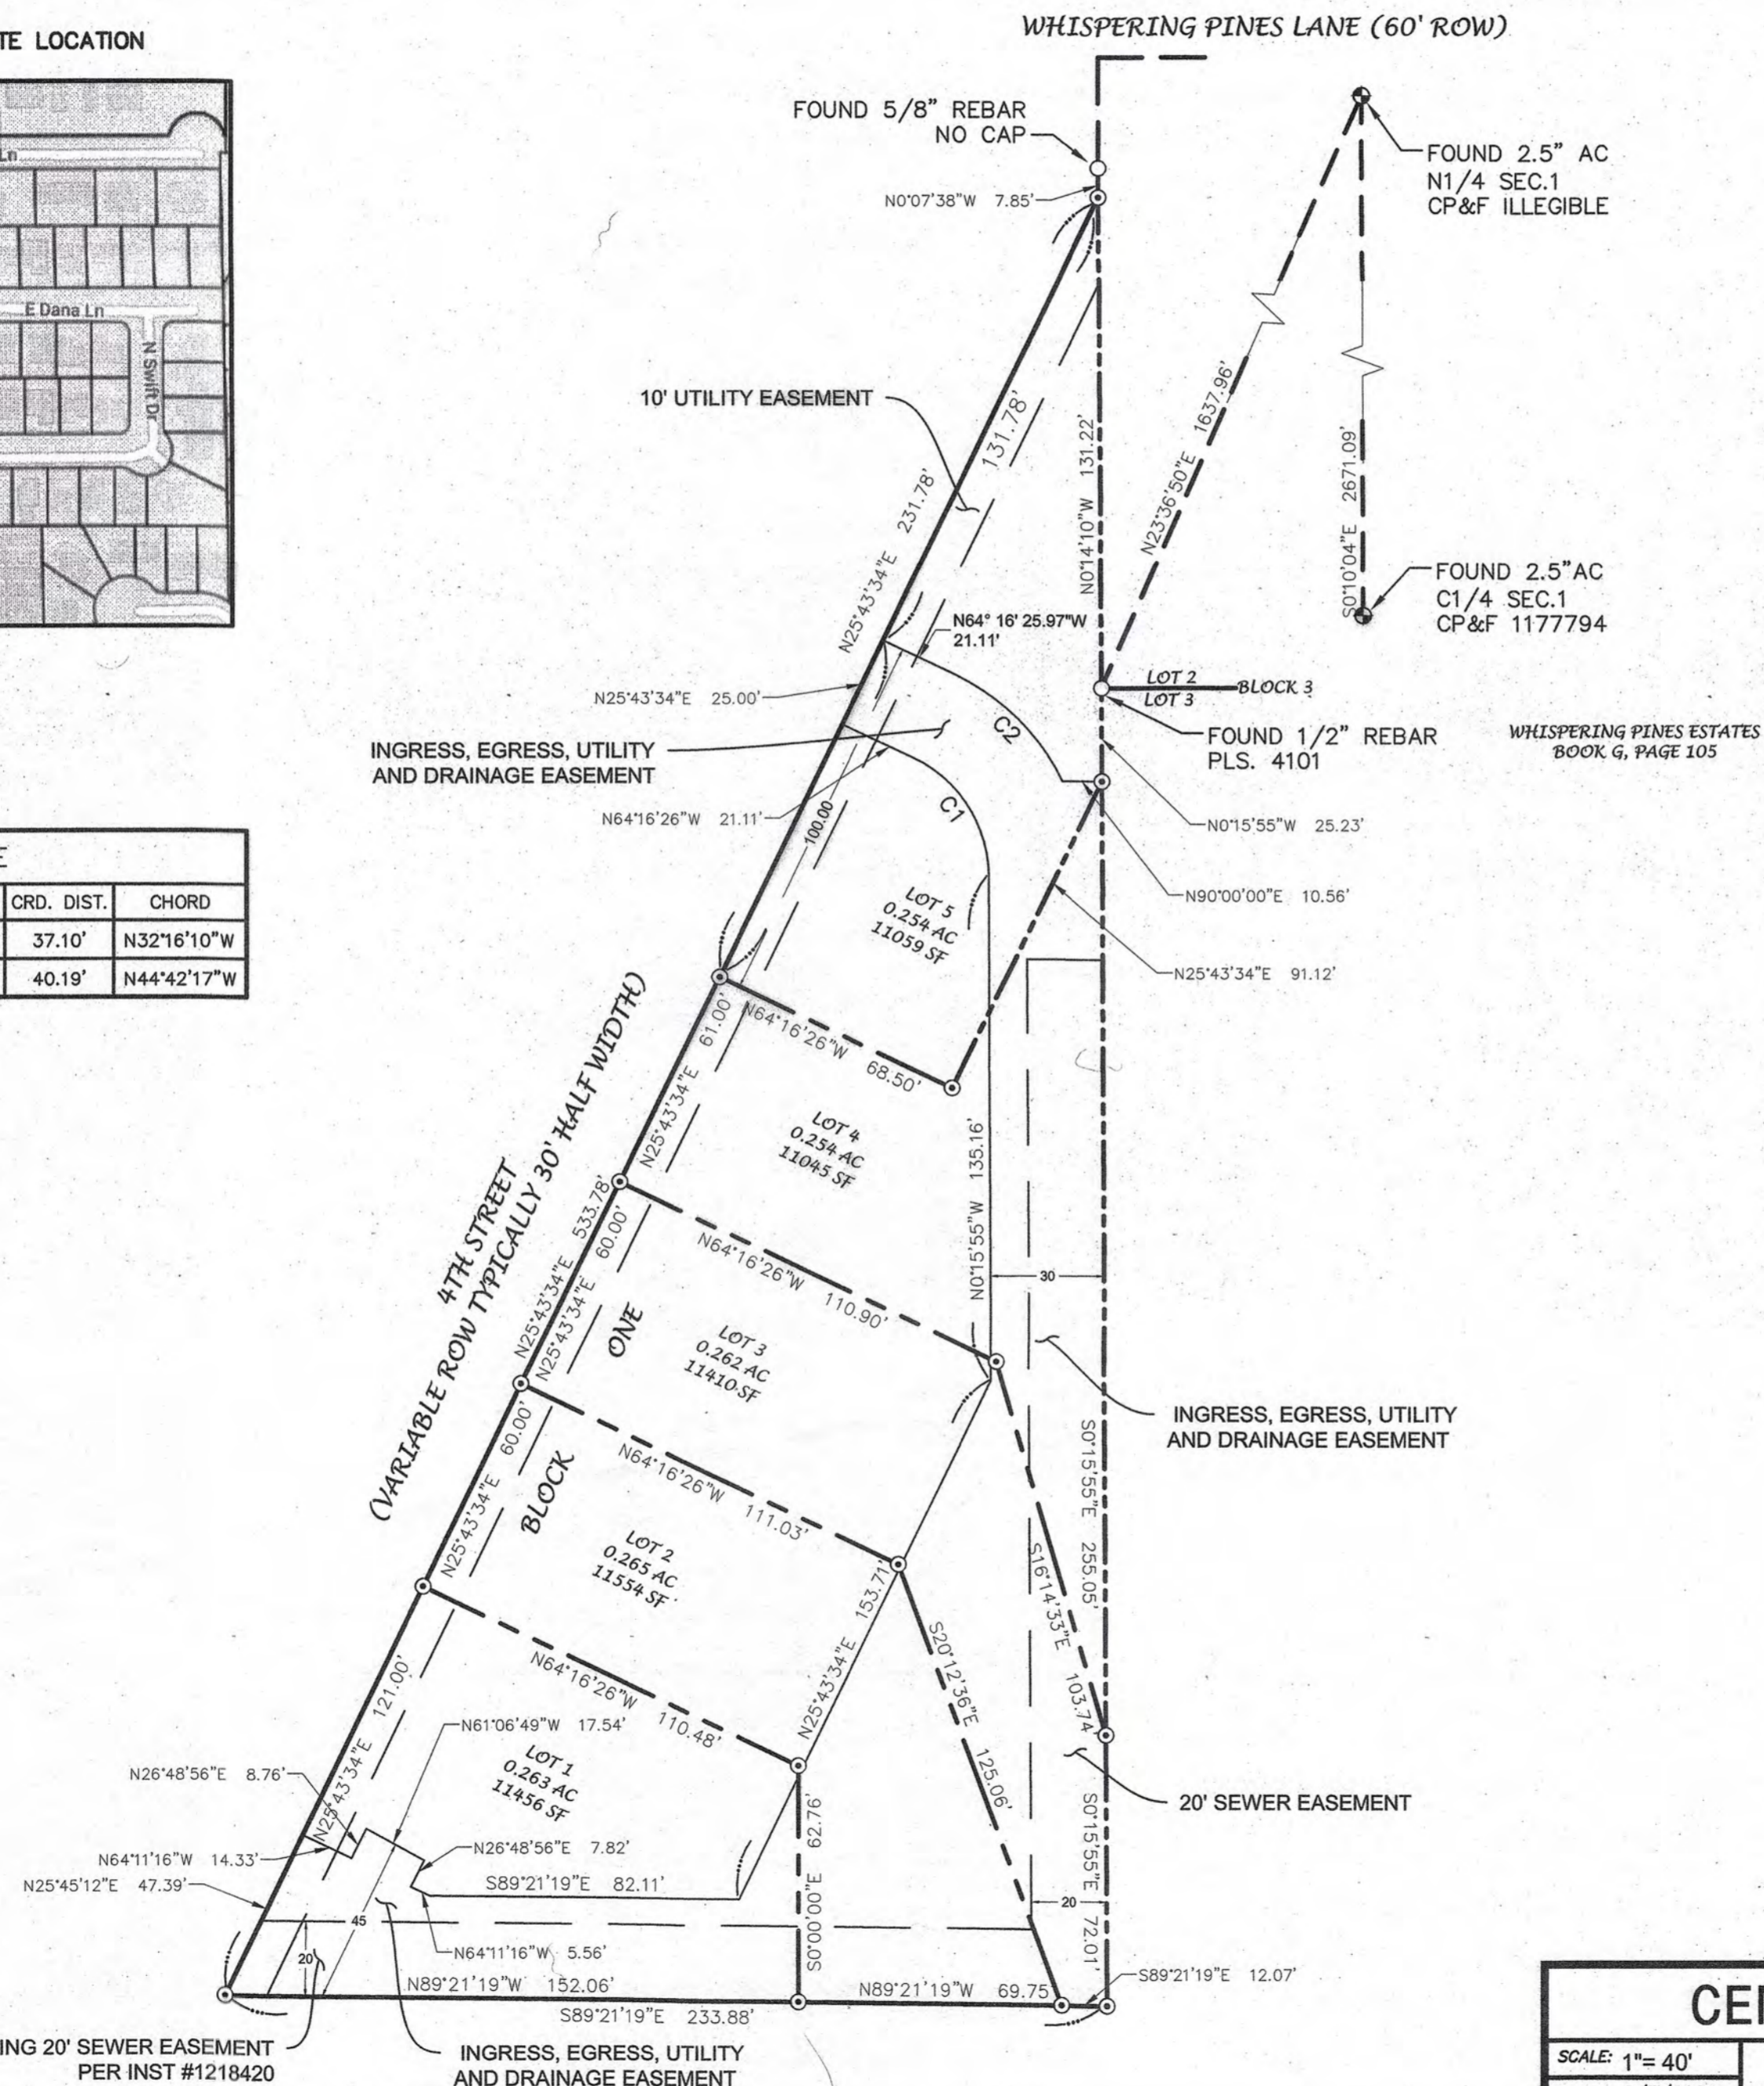 TE LOCATION
Ln
E Dana Ln
N Swift Dr
WHISPERING PINES LANE (60' ROW)
FOUND 5/8" REBAR
NO CAP
N0°07'38"W 7.85'
FOUND 2.5" AC
N1/4 SEC.1
CP&F ILLEGIBLE
10' UTILITY EASEMENT
131.78'
N25°43'34"E 231.78'
N0°14'10"W 131.22'
N23°36'50"E 1637.96'
S0°10'04"E 2671.09'
FOUND 2.5"AC
C1/4 SEC.1
CP&F 1177794
N64° 16' 25.97"W
21.11'
N25°43'34"E 25.00'
LOT 2
LOT 3
BLOCK 3
FOUND 1/2" REBAR
PLS. 4101
WHISPERING PINES ESTATES
BOOK G, PAGE 105
INGRESS, EGRESS, UTILITY
AND DRAINAGE EASEMENT
C2
C1
N64°16'26"W 21.11'
100.00
N0°15'55"W 25.23'
N90°00'00"E 10.56'
N25°43'34"E 91.12'
E
CRD. DIST. CHORD
37.10' N32°16'10"W
40.19' N44°42'17"W
LOT 5
0.254 AC
11059 SF
N64°16'26"W 68.50'
N25°43'34"E 61.00'
4TH STREET
(VARIABLE ROW TYPICALLY 30' HALF WIDTH)
LOT 4
0.254 AC
11045 SF
N0°15'55"W 135.16'
30
N64°16'26"W 110.90'
N25°43'34"E 533.78'
N25°43'34"E 60.00'
BLOCK ONE
LOT 3
0.262 AC
11410 SF
N64°16'26"W 111.03'
N25°43'34"E 60.00'
INGRESS, EGRESS, UTILITY
AND DRAINAGE EASEMENT
S0°15'55"E 255.05'
S16°14'33"E 103.74'
LOT 2
0.265 AC
11554 SF
N25°43'34"E 153.71'
S20°12'36"E 125.06'
N64°16'26"W 110.48'
N25°43'34"E 121.00'
N61°06'49"W 17.54'
LOT 1
0.263 AC
11456 SF
N26°48'56"E 8.76'
N64°11'16"W 14.33'
N25°45'12"E 47.39'
N26°48'56"E 7.82'
S89°21'19"E 82.11'
S0°00'00"E 62.76'
20' SEWER EASEMENT
S0°15'55"E 72.01'
20
45
20'
N64°11'16"W 5.56'
N89°21'19"W 152.06'
N89°21'19"W 69.75
S89°21'19"E 12.07'
S89°21'19"E 233.88'
ING 20' SEWER EASEMENT
PER INST #1218420
INGRESS, EGRESS, UTILITY
AND DRAINAGE EASEMENT
CE
SCALE: 1"= 40'